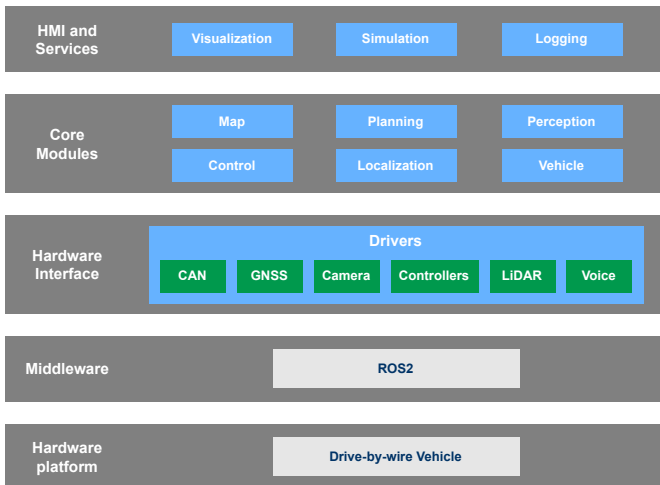 HMI and
Services
Visualization
Simulation
Logging
Core
Modules
Map
Planning
Perception
Control
Localization
Vehicle
Hardware
Interface
Drivers
CAN
GNSS
Camera
Controllers
LiDAR
Voice
Middleware
ROS2
Hardware
platform
Drive-by-wire Vehicle